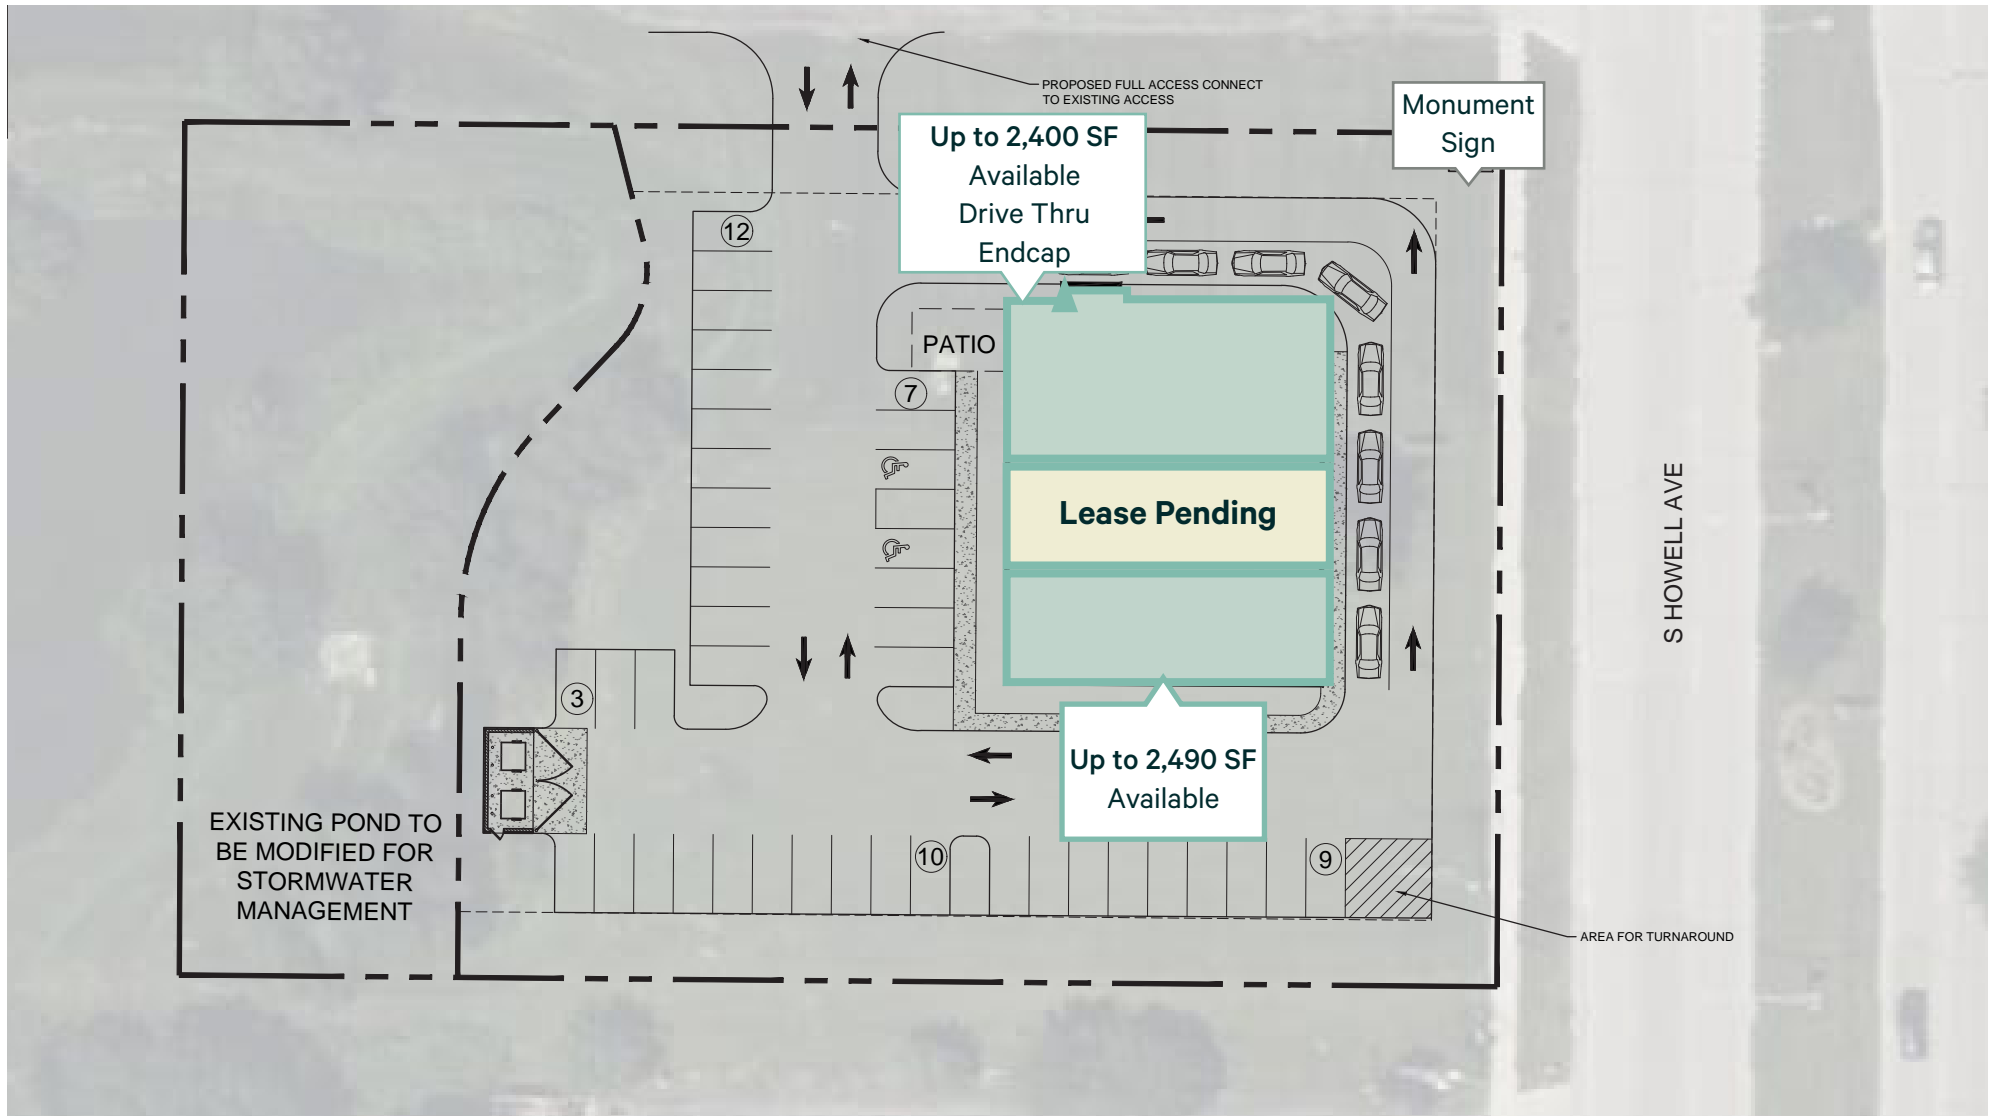 PROPOSED FULL ACCESS CONNECT
TO EXISTING ACCESS
Monument
Sign
Up to 2,400 SF
Available
Drive Thru
Endcap
12
PATIO
7
Lease Pending
S HOWELL AVE
3
Up to 2,490 SF
Available
EXISTING POND TO
BE MODIFIED FOR
STORMWATER
MANAGEMENT
10
9
AREA FOR TURNAROUND